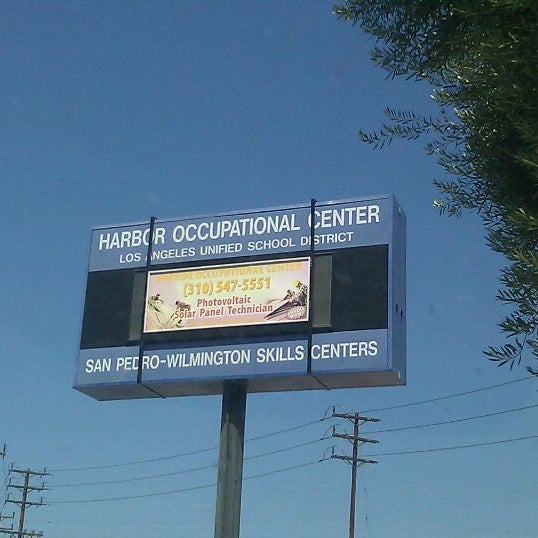 HARBOR OCCUPATIONAL CENTER
LOS ANGELES UNIFIED SCHOOL DISTRICT
HARBOR OCCUPATIONAL CENTER
(310) 547-5551
Photovoltaic
Solar Panel Technician
SAN PEDRO-WILMINGTON SKILLS CENTERS